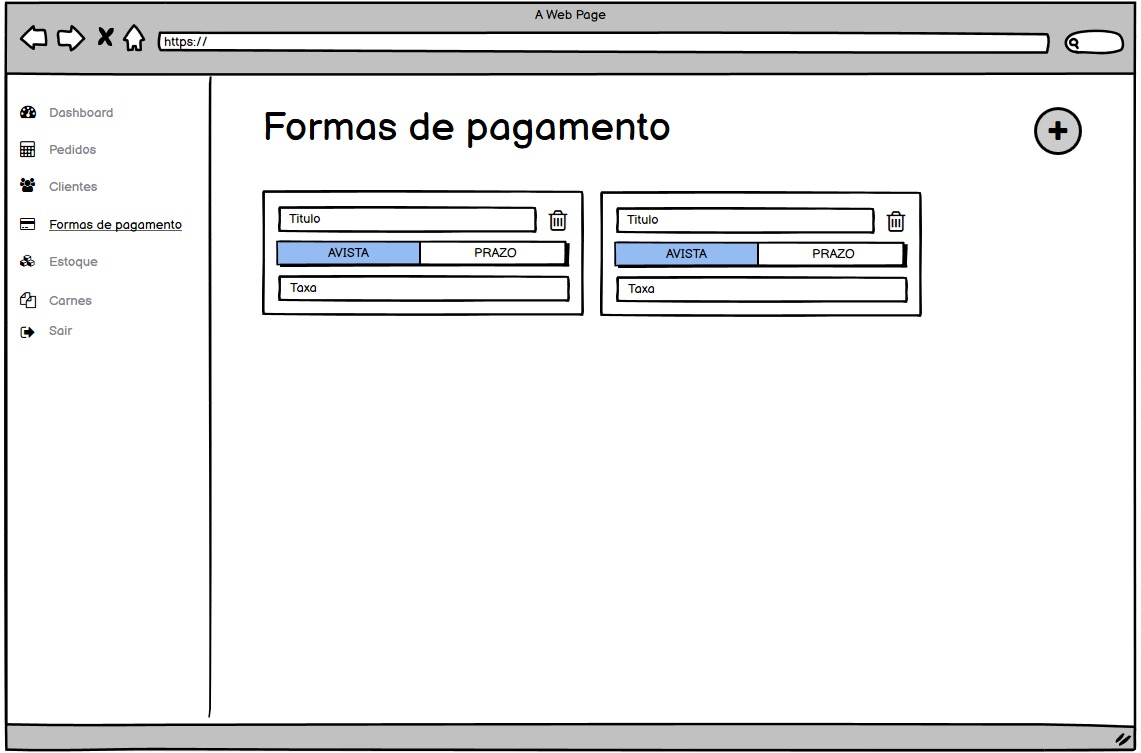 A Web Page
https://
Dashboard
Pedidos
Clientes
Formas de pagamento
Estoque
Carnes
Sair
Formas de pagamento
Titulo
AVISTA PRAZO
Taxa
Titulo
AVISTA PRAZO
Taxa